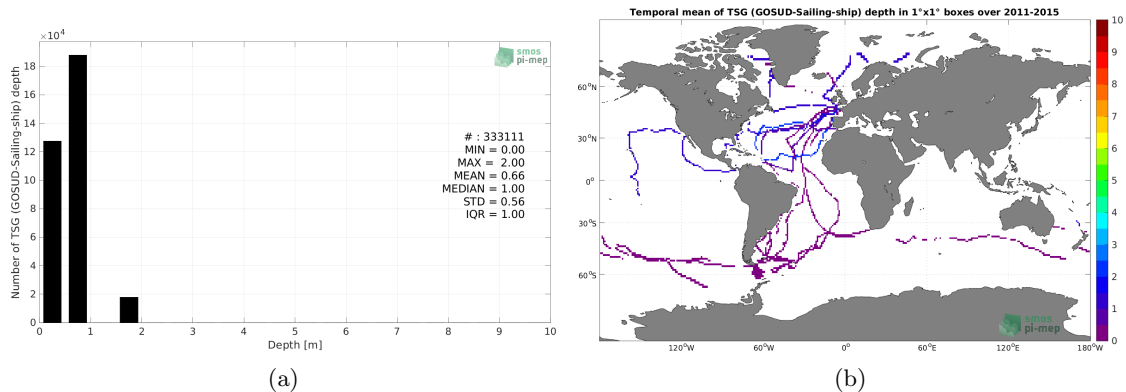 ×10⁴
18
16
14
12
10
8
6
4
2
0
Number of TSG (GOSUD-Sailing-ship) depth
0 1 2 3 4 5 6 7 8 9 10
Depth [m]
smos
pi-mep
# : 333111
MIN = 0.00
MAX = 2.00
MEAN = 0.66
MEDIAN = 1.00
STD = 0.56
IQR = 1.00
(a)
Temporal mean of TSG (GOSUD-Sailing-ship) depth in 1°x1° boxes over 2011-2015
60°N
30°N
0°
30°S
60°S
120°W 60°W 0° 60°E 120°E 180°W
smos
pi-mep
10
9
8
7
6
5
4
3
2
1
0
(b)